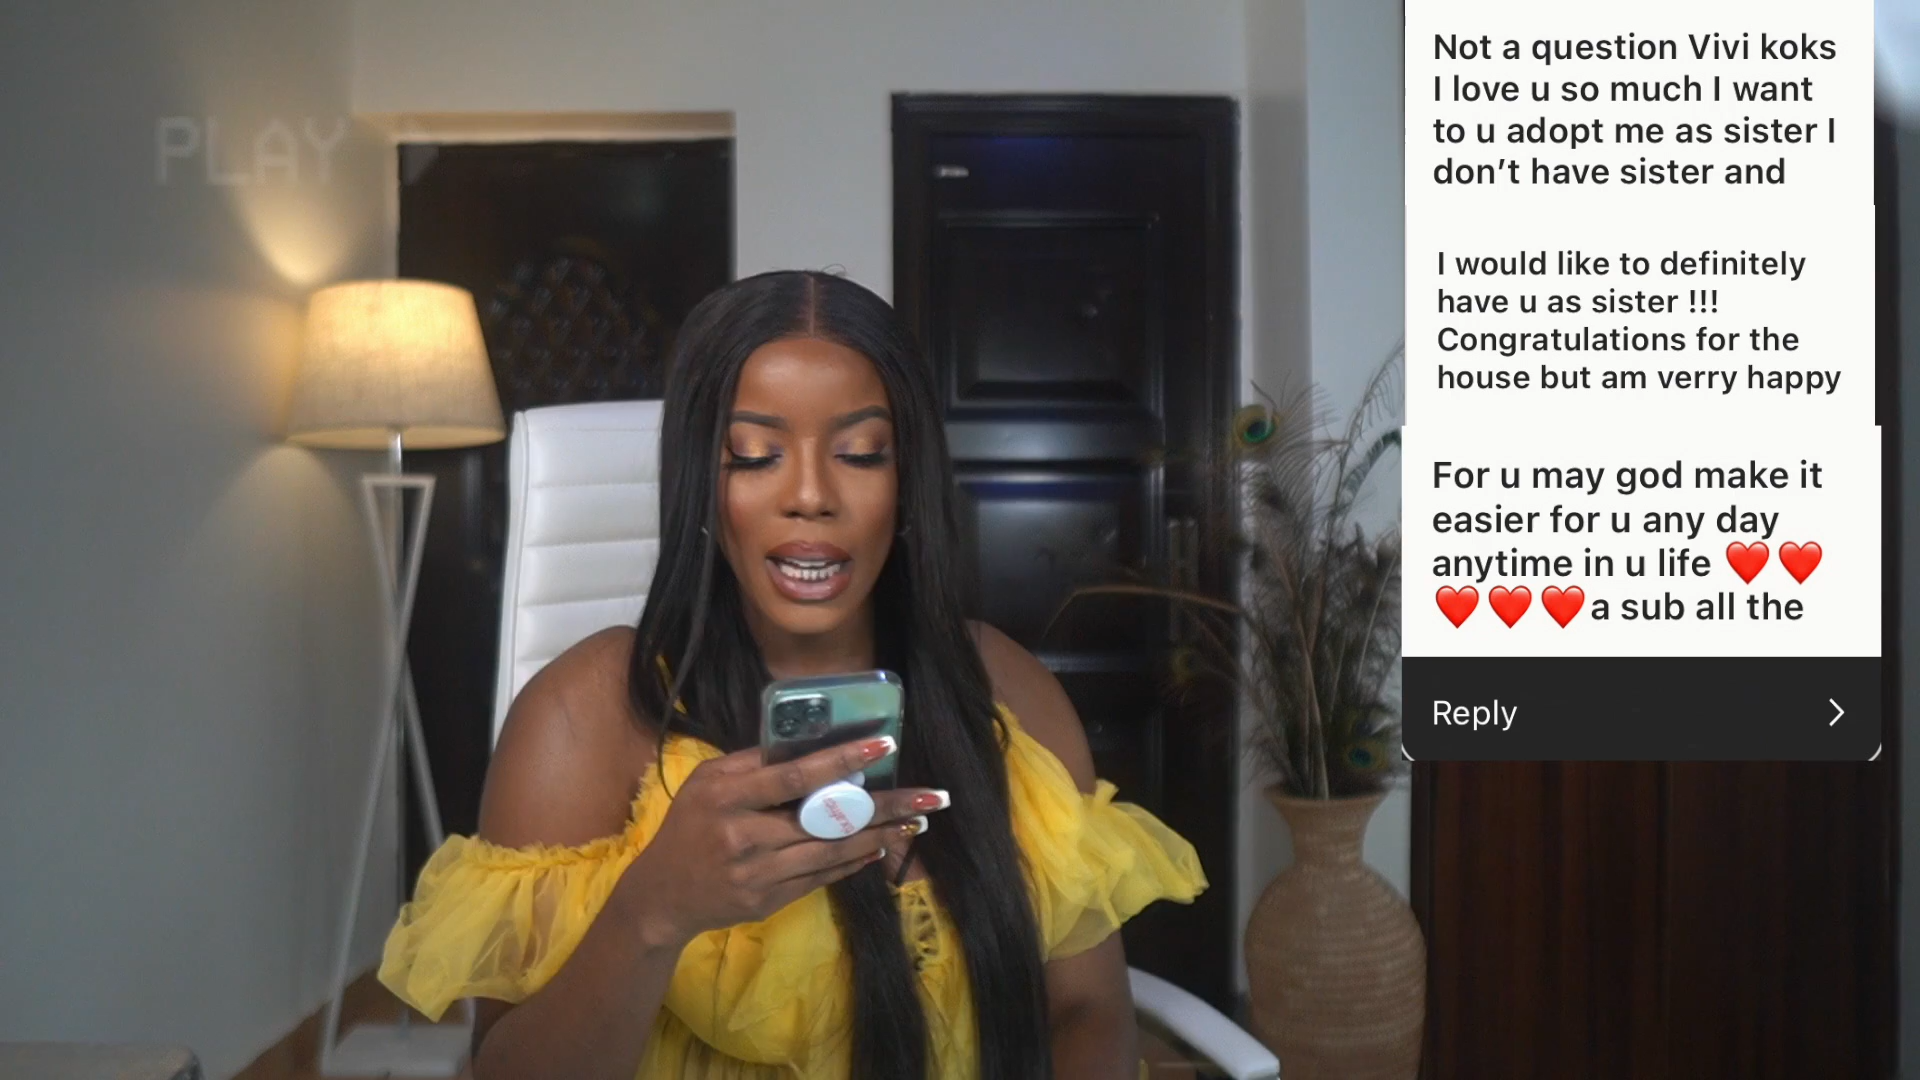 PLAY
Not a question Vivi koks
I love u so much I want
to u adopt me as sister I
don't have sister and
I would like to definitely
have u as sister !!!
Congratulations for the
house but am verry happy
For u may god make it
easier for u any day
anytime in u life ❤️❤️
❤️❤️❤️a sub all the
Reply